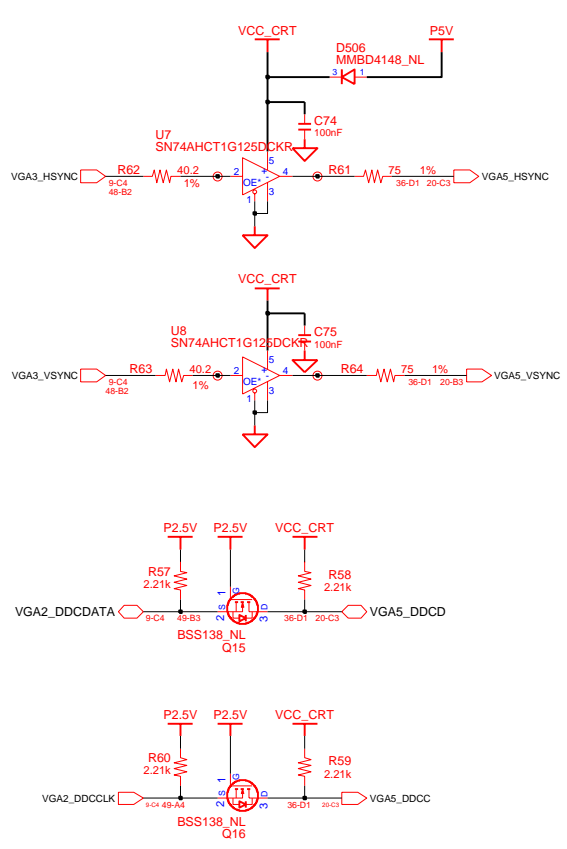 VCC_CRT
P5V
D506
MMBD4148_NL
3 1
C74
100nF
U7
SN74AHCT1G125DCKR
5
VGA3_HSYNC
R62
40.2
2
4
R61
75
1%
VGA5_HSYNC
9-C4
48-B2
1%
OE*
+
-
36-D1
20-C3
1
3
VCC_CRT
U8
SN74AHCT1G125DCKR
C75
100nF
5
VGA3_VSYNC
R63
40.2
2
4
R64
75
1%
VGA5_VSYNC
9-C4
48-B2
1%
OE*
+
-
36-D1
20-B3
1
3
P2.5V
P2.5V
VCC_CRT
R57
2.21k
R58
2.21k
1
G
VGA2_DDCDATA
9-C4
49-B3
2
S
3
D
36-D1
20-C3
VGA5_DDCD
BSS138_NL
Q15
P2.5V
P2.5V
VCC_CRT
R60
2.21k
R59
2.21k
1
G
VGA2_DDCCLK
9-C4
49-A4
2
S
3
D
36-D1
20-C3
VGA5_DDCC
BSS138_NL
Q16